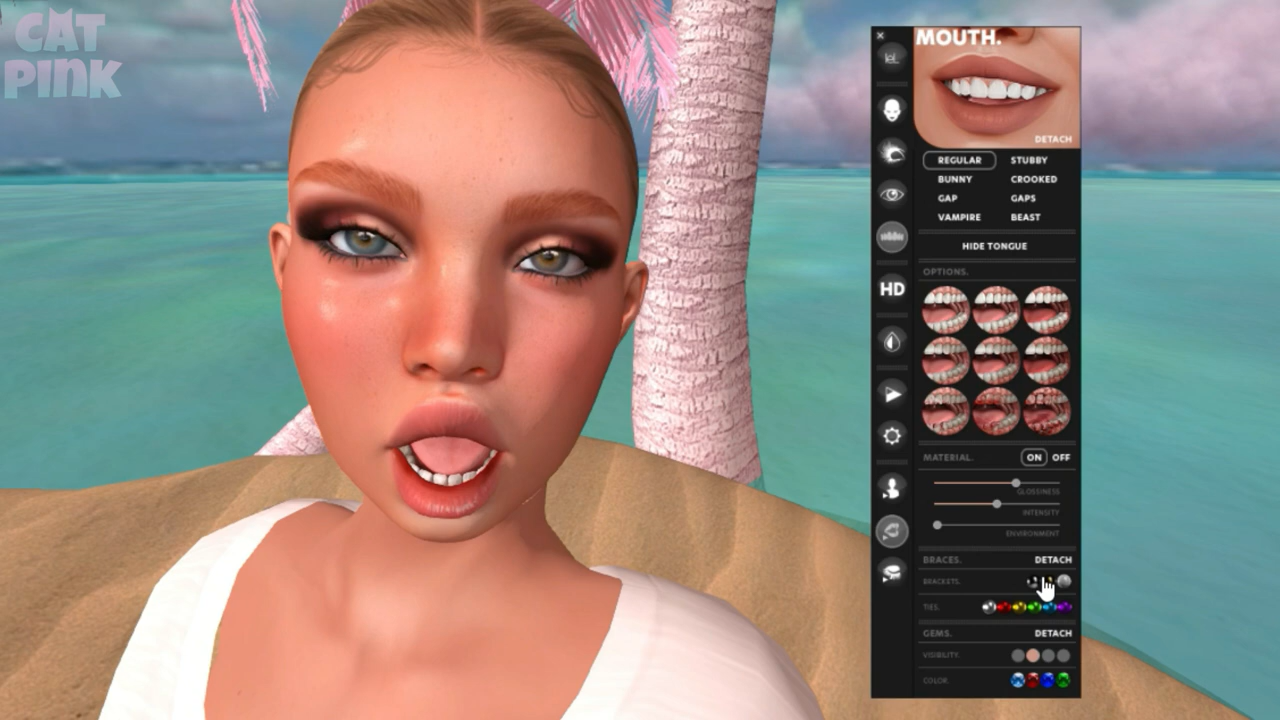 CAT
PINK
MOUTH.
DETACH
REGULAR STUBBY
BUNNY CROOKED
GAP GAPS
VAMPIRE BEAST
HIDE TONGUE
HD
OPTIONS.
MATERIAL. ON OFF
GLOSSINESS
INTENSITY
ENVIRONMENT
BRACES. DETACH
BRACKETS.
TIES.
GEMS. DETACH
VISIBILITY.
COLOR.